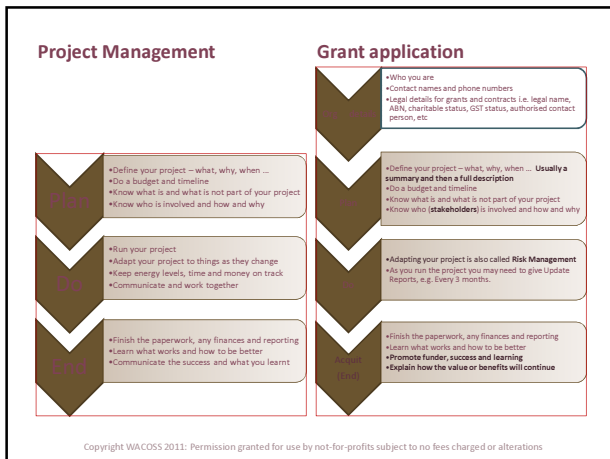 Project Management
Grant application
•Define your project – what, why, when …
•Do a budget and timeline
•Know what is and what is not part of your project
•Know who is involved and how and why
•Run your project
•Adapt your project to things as they change
•Keep energy levels, time and money on track
•Communicate and work together
End
•Finish the paperwork, any finances and reporting
•Learn what works and how to be better
•Communicate the success and what you learnt
•Who you are
•Contact names and phone numbers
•Legal details for grants and contracts i.e. legal name,
ABN, charitable status, GST status, authorised contact
person, etc
•Define your project – what, why, when … Usually a
summary and then a full description
•Do a budget and timeline
•Know what is and what is not part of your project
•Know who (stakeholders) is involved and how and why
•Adapting your project is also called Risk Management
•As you run the project you may need to give Update
Reports, e.g. Every 3 months.
Acquit
(End)
•Finish the paperwork, any finances and reporting
•Learn what works and how to be better
•Promote funder, success and learning
•Explain how the value or benefits will continue
Copyright WACOSS 2011: Permission granted for use by not-for-profits subject to no fees charged or alterations